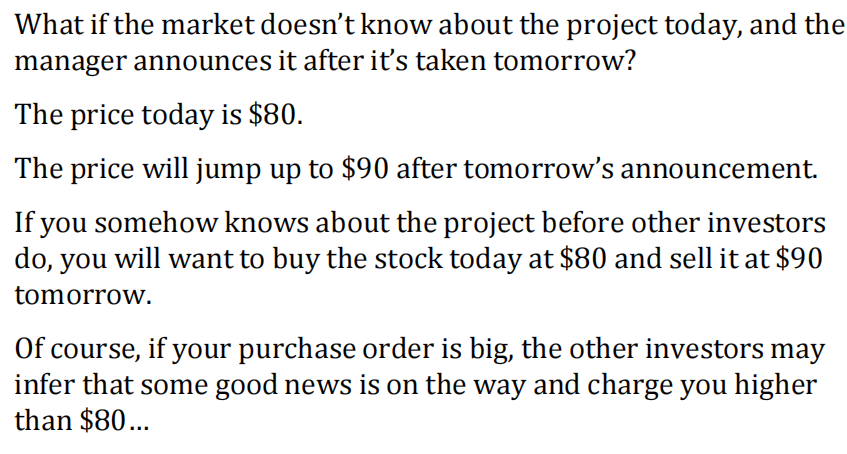 What if the market doesn’t know about the project today, and the
manager announces it after it’s taken tomorrow?
The price today is $80.
The price will jump up to $90 after tomorrow’s announcement.
If you somehow knows about the project before other investors
do, you will want to buy the stock today at $80 and sell it at $90
tomorrow.
Of course, if your purchase order is big, the other investors may
infer that some good news is on the way and charge you higher
than $80…